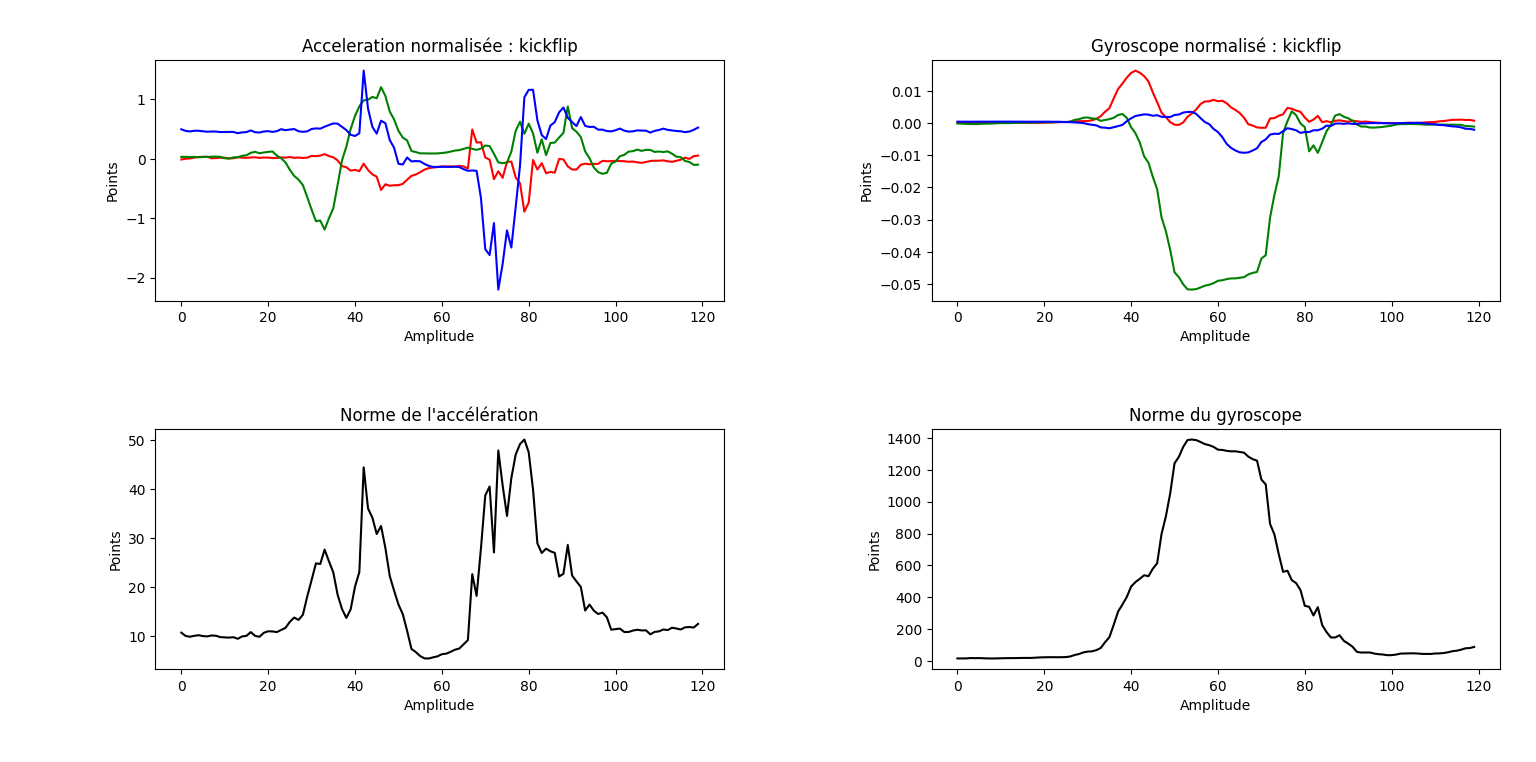 Acceleration normalisée : kickflip
Points
1
0
−1
−2
0 20 40 60 80 100 120
Amplitude
Gyroscope normalisé : kickflip
Points
0.01
0.00
−0.01
−0.02
−0.03
−0.04
−0.05
0 20 40 60 80 100 120
Amplitude
Norme de l'accélération
Points
50
40
30
20
10
0 20 40 60 80 100 120
Amplitude
Norme du gyroscope
Points
1400
1200
1000
800
600
400
200
0
0 20 40 60 80 100 120
Amplitude